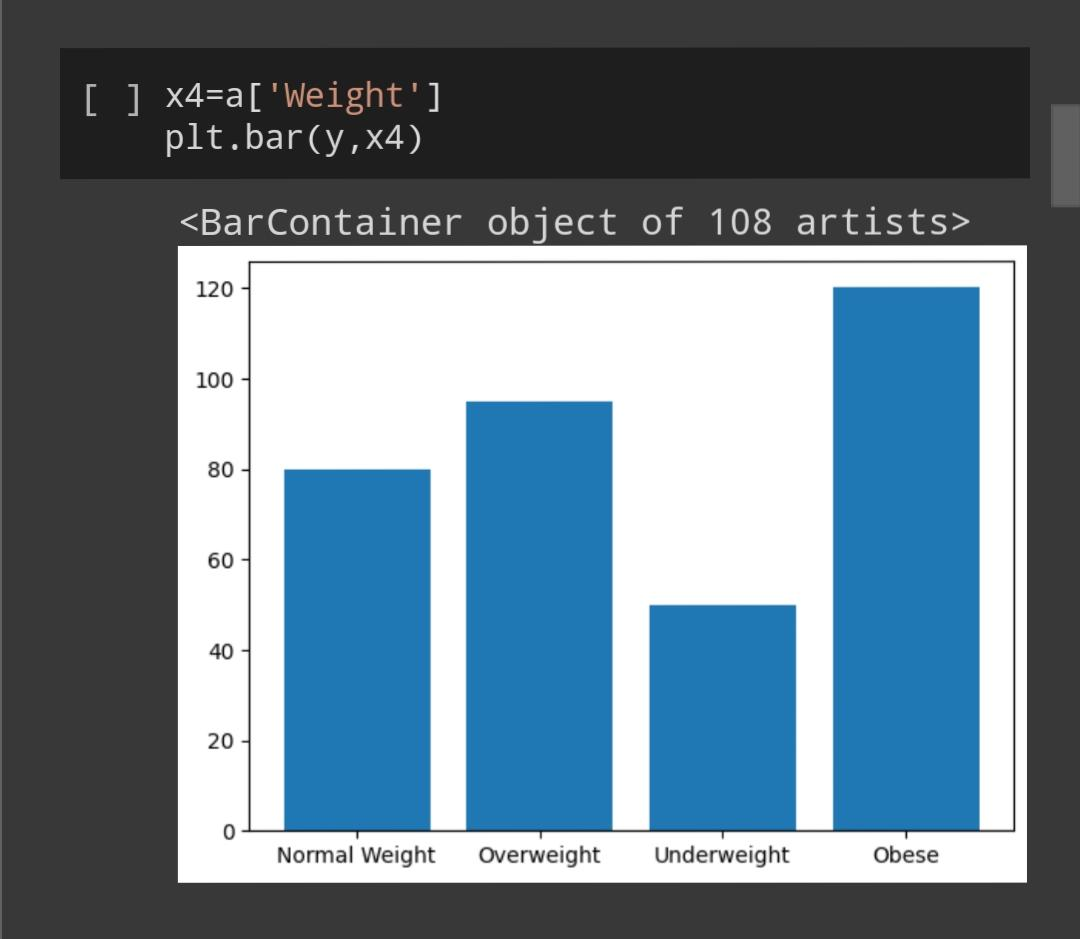 [ ] x4=a['Weight']
plt.bar(y,x4)
<BarContainer object of 108 artists>
120
100
80
60
40
20
0
Normal Weight Overweight Underweight Obese